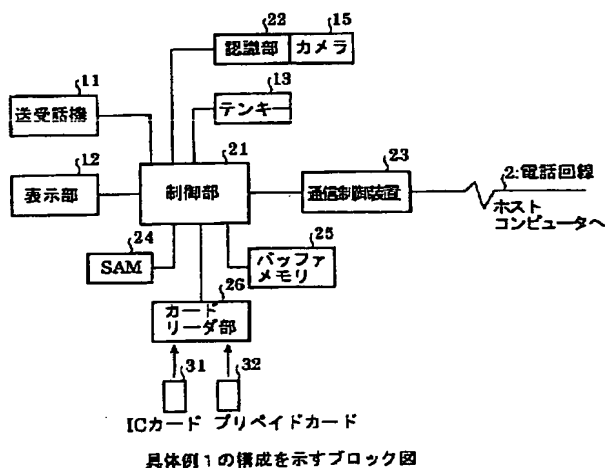 22
15
認識部
カメラ
11
送受話機
13
テンキー
21
制御部
23
通信制御装置
2:電話回線
ホスト
コンピュータへ
12
表示部
24
SAM
25
バッファ
メモリ
26
カード
リーダ部
31
32
ICカード
プリペイドカード
具体例1の構成を示すブロック図